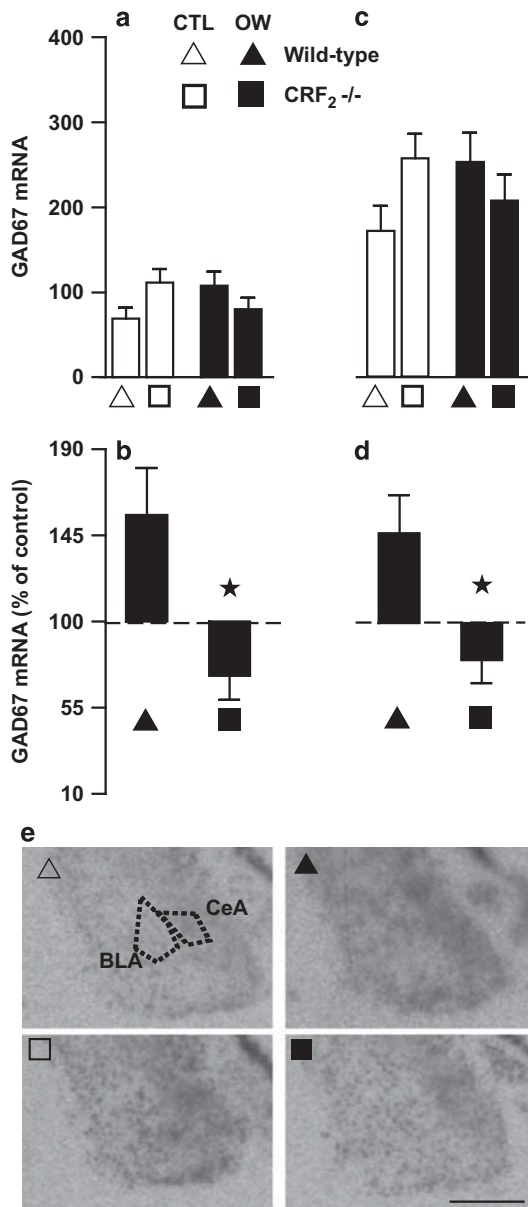 a c
CTL OW
Wild-type
CRF₂ -/-
400
300
200
100
0
GAD67 mRNA
b d
190
145
100
55
10
GAD67 mRNA (% of control)
e
CeA
BLA